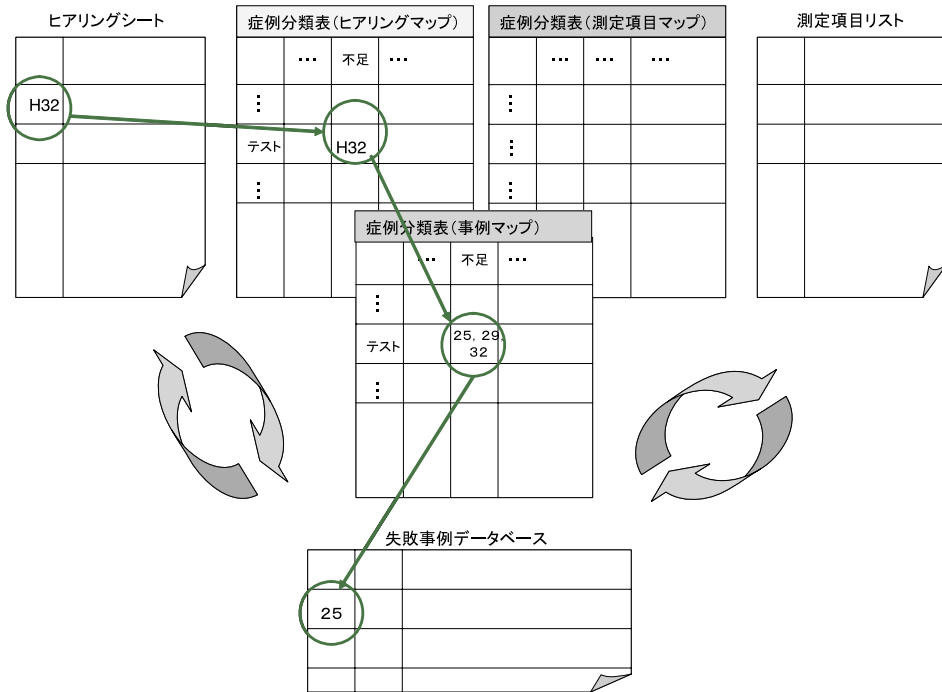 ヒアリングシート
H32
症例分類表(ヒアリングマップ)
… 不足 …
⋮
テスト H32
⋮
症例分類表(測定項目マップ)
… … …
⋮
⋮
⋮
測定項目リスト
症例分類表(事例マップ)
… 不足 …
⋮
テスト 25, 29,
32
⋮
失敗事例データベース
25